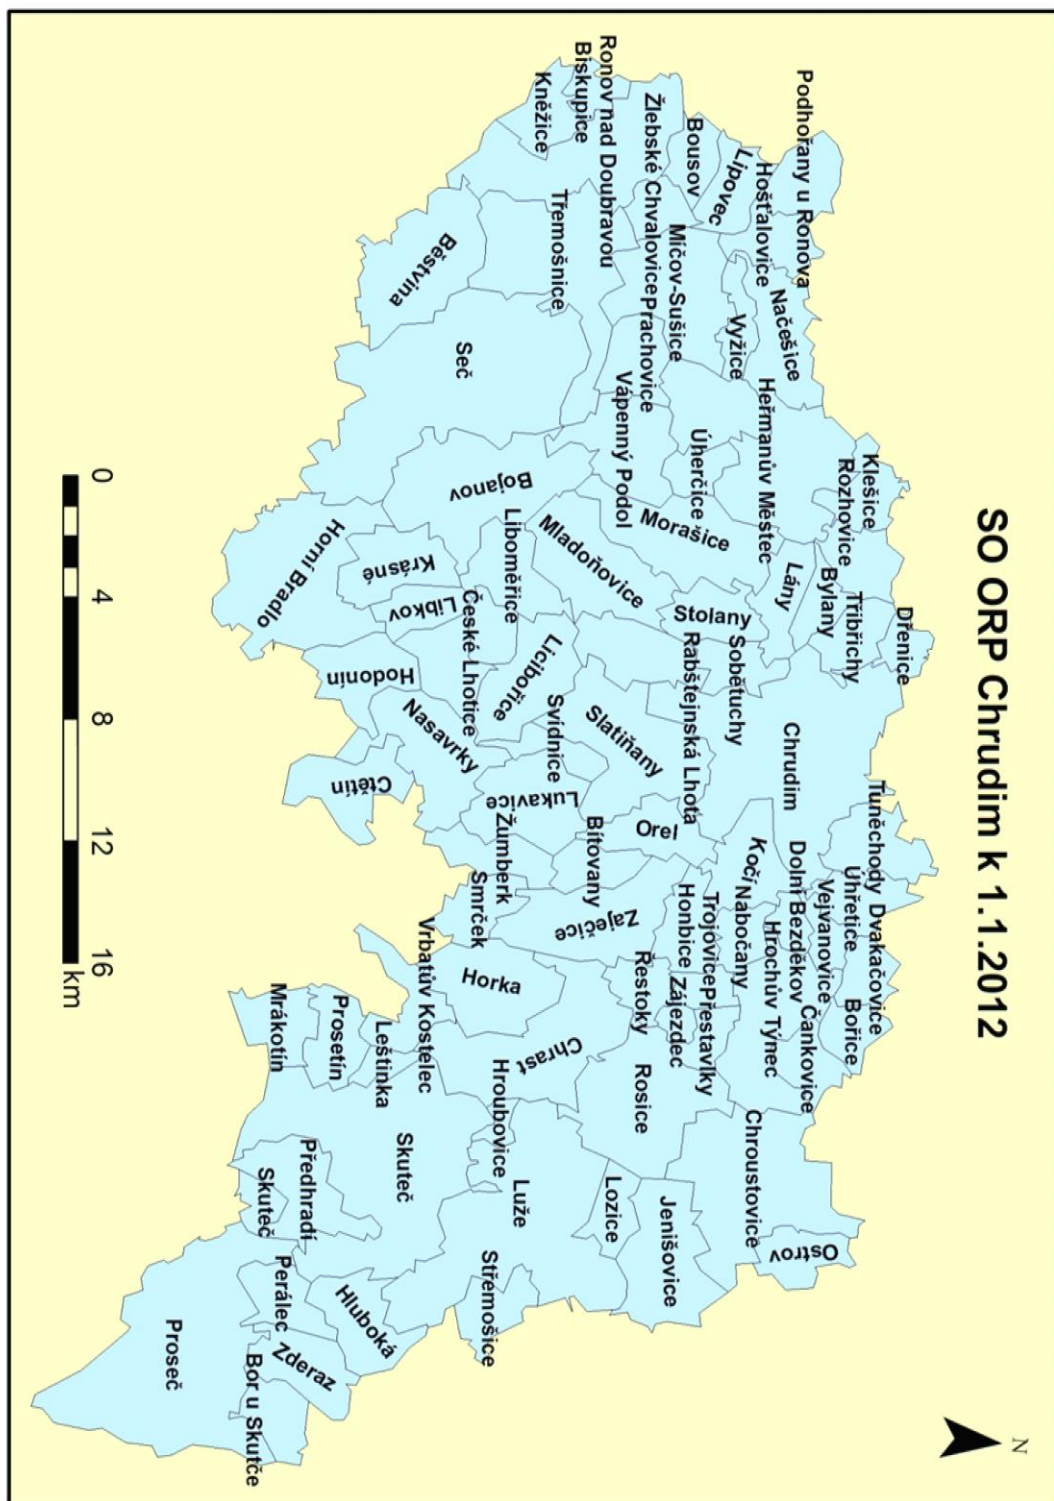 SO ORP Chrudim k 1.1.2012
N
Dřenice
Klešice
Tuněchody
Dvakačovice
Rozhovice
Třibřichy
Úhřetice
Bořice
Podhořany u Ronova
Bylany
Vejvanovice
Načešice
Lány
Chrudim
Dolní Bezděkov
Čankovice
Ostrov
Hošťalovice
Heřmanův Městec
Hrochův Týnec
Lipovec
Vyžice
Sobětuchy
Kočí
Nabočany
Chroustovice
Bousov
Úherčice
Stolany
Trojovice
Přestavlky
Míčov-Sušice
Morašice
Rabštejnská Lhota
Honbice
Zájezdec
Jenišovice
Žlebské Chvalovice
Prachovice
Orel
Řestoky
Rosice
Ronov nad Doubravou
Vápenný Podol
Slatiňany
Zaječice
Lozice
Biskupice
Mladoňovice
Bítovany
Třemošnice
Svídnice
Chrast
Kněžice
Bojanov
Liboměřice
Licibořice
Lukavice
Horka
Luže
Seč
České Lhotice
Žumberk
Hroubovice
Střemošice
Smrček
Běstvina
Krásné
Libkov
Nasavrky
Vrbatův Kostelec
Skuteč
Hodonín
Ctětín
Leštinka
Hluboká
Horní Bradlo
Prosetín
Předhradí
Mrákotín
Skuteč
Perálec
Zderaz
Bor u Skutče
Proseč
0 4 8 12 16
km